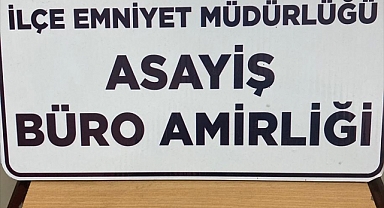 İLÇE EMNİYET MÜDÜRLÜĞÜ
ASAYİŞ
BÜRO AMİRLİĞİ